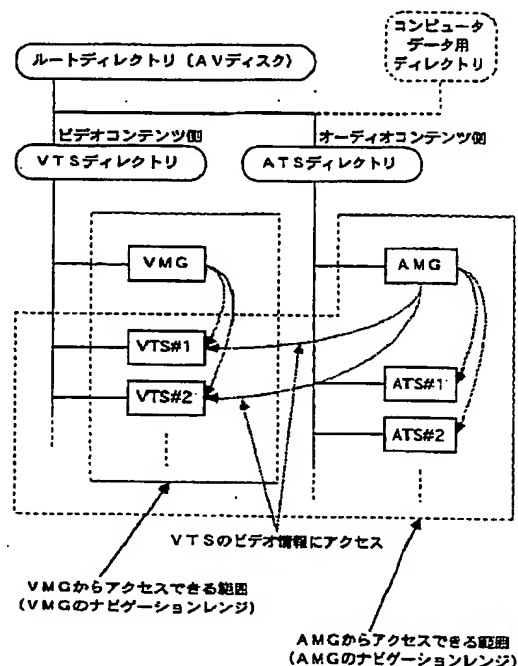 コンピュータ
データ用
ディレクトリ
ルートディレクトリ (AVディスク)
ビデオコンテンツ側
オーディオコンテンツ側
VTSディレクトリ
ATSディレクトリ
VMG
AMG
VTS#1
VTS#2
ATS#1
ATS#2
VTSのビデオ情報にアクセス
VMGからアクセスできる範囲
(VMGのナビゲーションレンジ)
AMGからアクセスできる範囲
(AMGのナビゲーションレンジ)